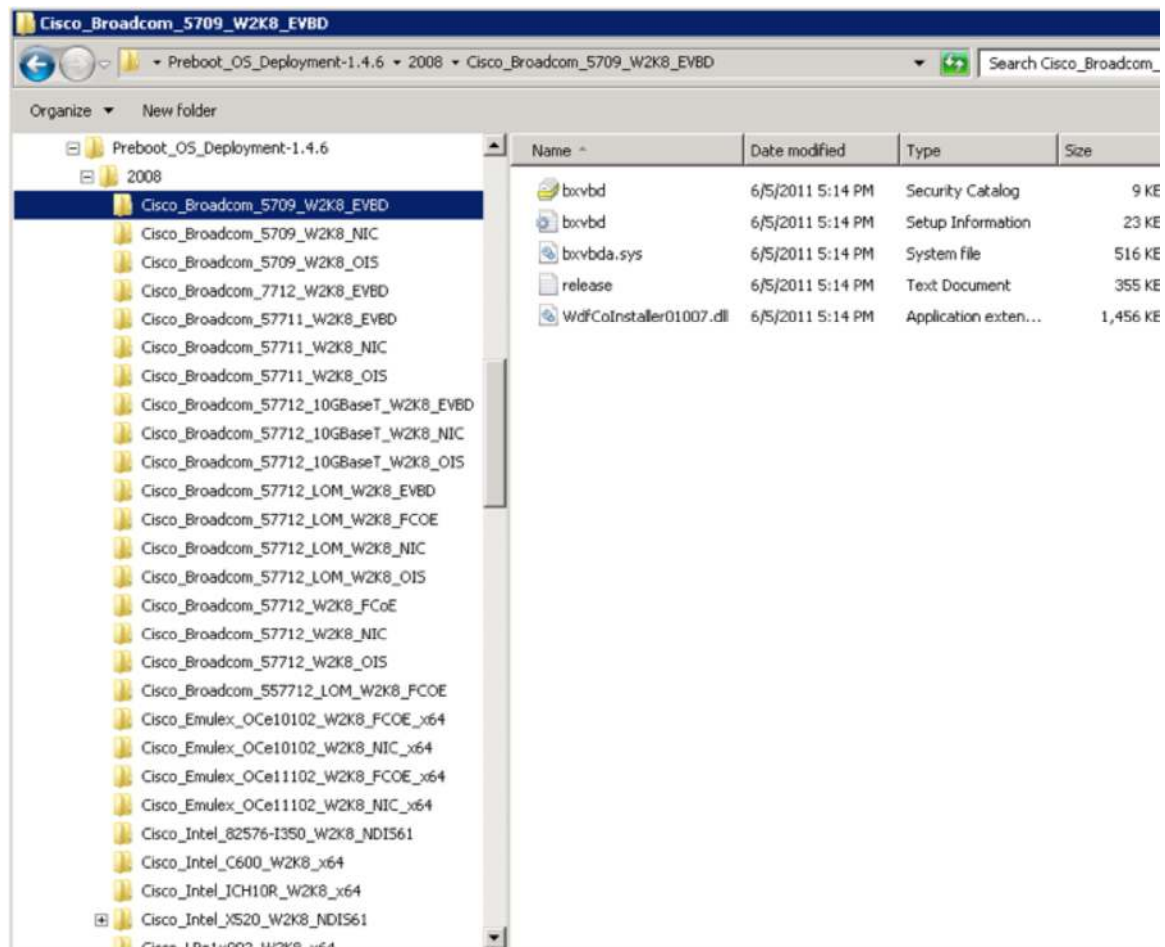 Cisco_Broadcom_5709_W2K8_EVBD
Preboot_OS_Deployment-1.4.6 2008 Cisco_Broadcom_5709_W2K8_EVBD
Search Cisco_Broadcom_
Organize New folder
Preboot_OS_Deployment-1.4.6
2008
Cisco_Broadcom_5709_W2K8_EVBD
Cisco_Broadcom_5709_W2K8_NIC
Cisco_Broadcom_5709_W2K8_OIS
Cisco_Broadcom_7712_W2K8_EVBD
Cisco_Broadcom_57711_W2K8_EVBD
Cisco_Broadcom_57711_W2K8_NIC
Cisco_Broadcom_57711_W2K8_OIS
Cisco_Broadcom_57712_10GBaseT_W2K8_EVBD
Cisco_Broadcom_57712_10GBaseT_W2K8_NIC
Cisco_Broadcom_57712_10GBaseT_W2K8_OIS
Cisco_Broadcom_57712_LOM_W2K8_EVBD
Cisco_Broadcom_57712_LOM_W2K8_FCOE
Cisco_Broadcom_57712_LOM_W2K8_NIC
Cisco_Broadcom_57712_LOM_W2K8_OIS
Cisco_Broadcom_57712_W2K8_FCoE
Cisco_Broadcom_57712_W2K8_NIC
Cisco_Broadcom_57712_W2K8_OIS
Cisco_Broadcom_557712_LOM_W2K8_FCOE
Cisco_Emulex_OCe10102_W2K8_FCOE_x64
Cisco_Emulex_OCe10102_W2K8_NIC_x64
Cisco_Emulex_OCe11102_W2K8_FCOE_x64
Cisco_Emulex_OCe11102_W2K8_NIC_x64
Cisco_Intel_82576-I350_W2K8_NDIS61
Cisco_Intel_C600_W2K8_x64
Cisco_Intel_ICH10R_W2K8_x64
Cisco_Intel_X520_W2K8_NDIS61
Name Date modified Type Size
bxvbd 6/5/2011 5:14 PM Security Catalog 9 KB
bxvbd 6/5/2011 5:14 PM Setup Information 23 KB
bxvbda.sys 6/5/2011 5:14 PM System file 516 KB
release 6/5/2011 5:14 PM Text Document 355 KB
WdfCoInstaller01007.dll 6/5/2011 5:14 PM Application exten... 1,456 KB